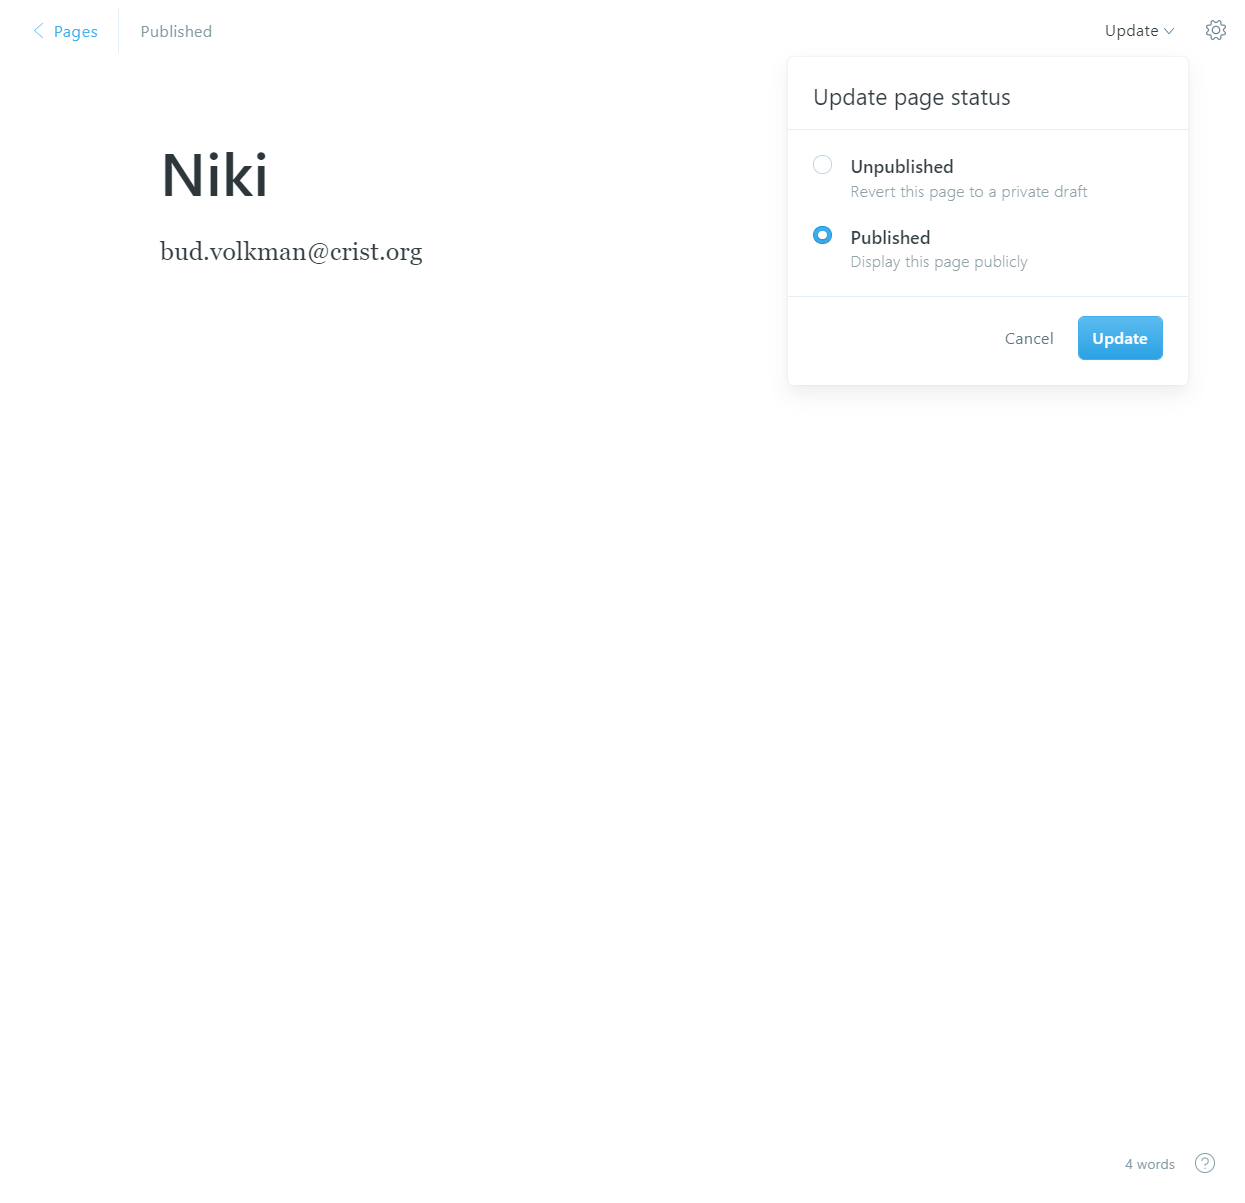 Pages
Published
Update
Update page status
Unpublished
Revert this page to a private draft
Published
Display this page publicly
Cancel
Update
Niki
bud.volkman@crist.org
4 words
?